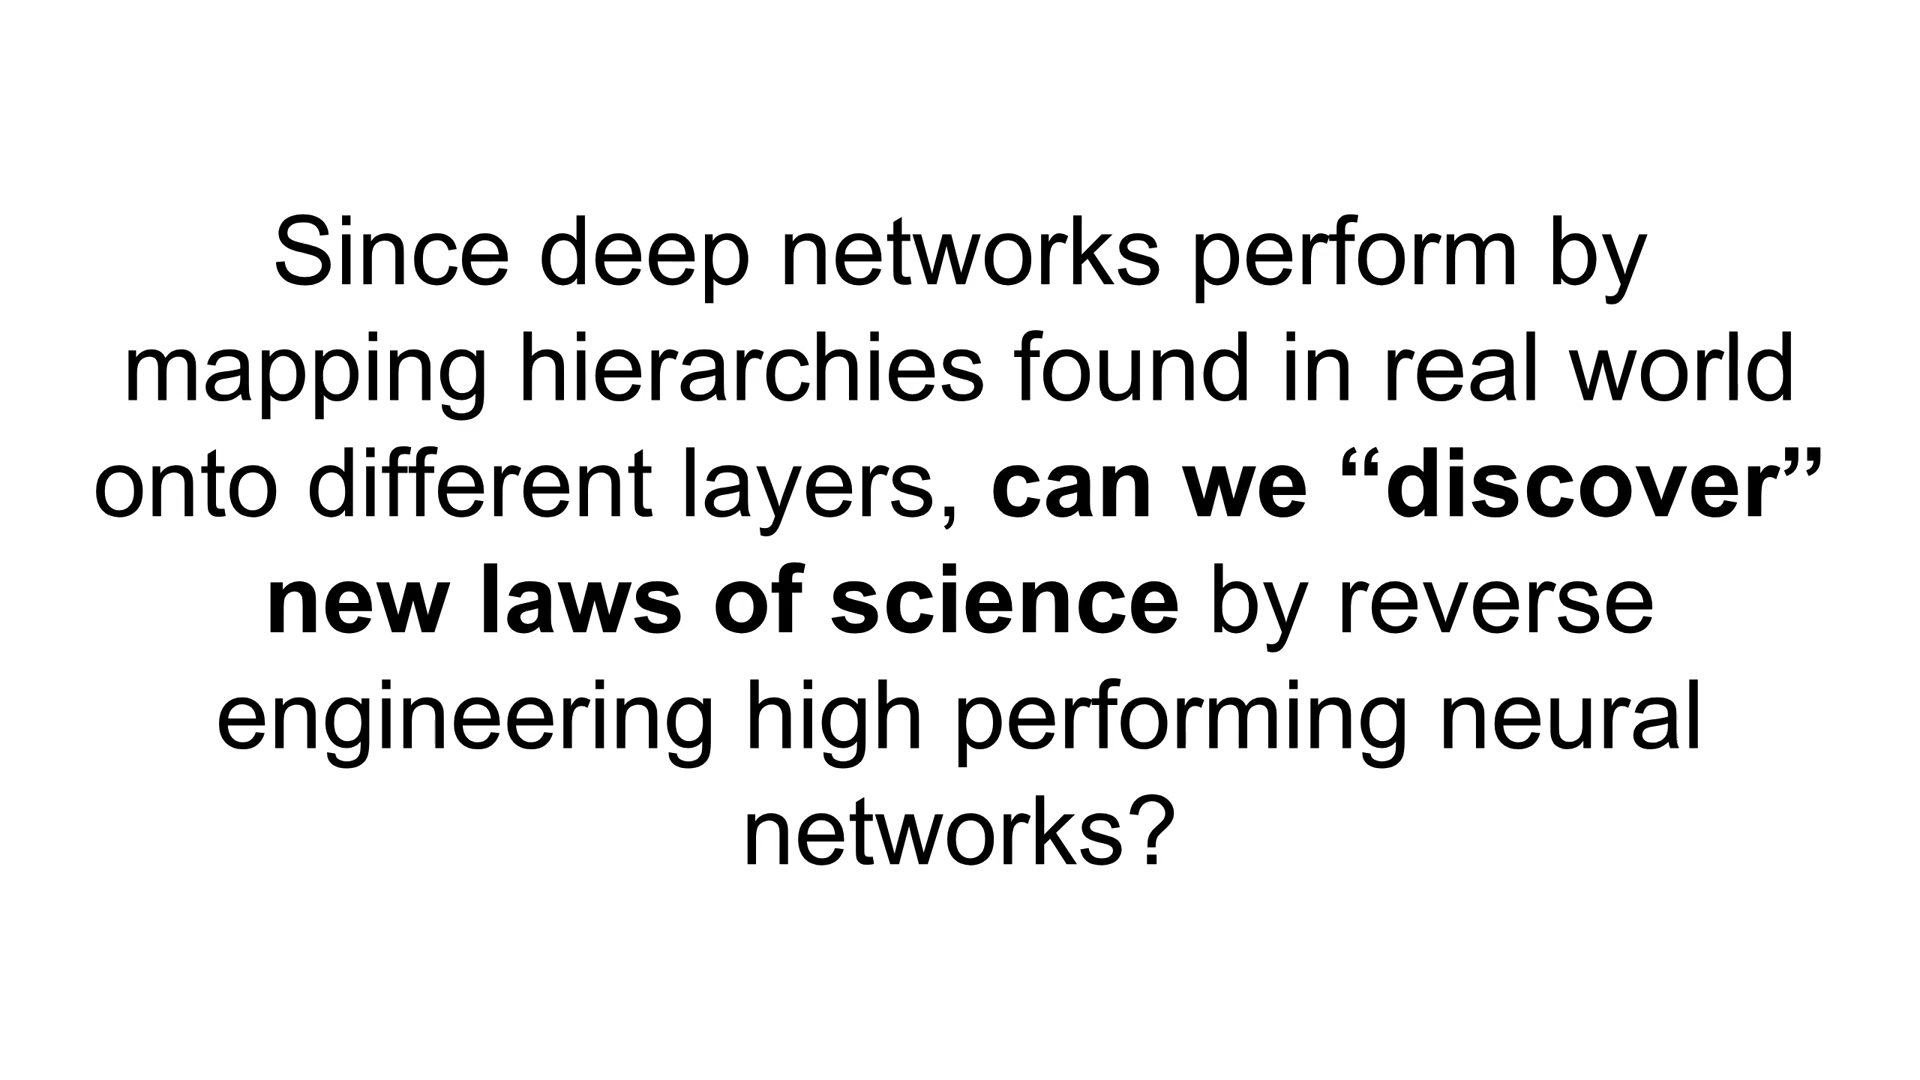 Since deep networks perform by
mapping hierarchies found in real world
onto different layers, can we “discover”
new laws of science by reverse
engineering high performing neural
networks?